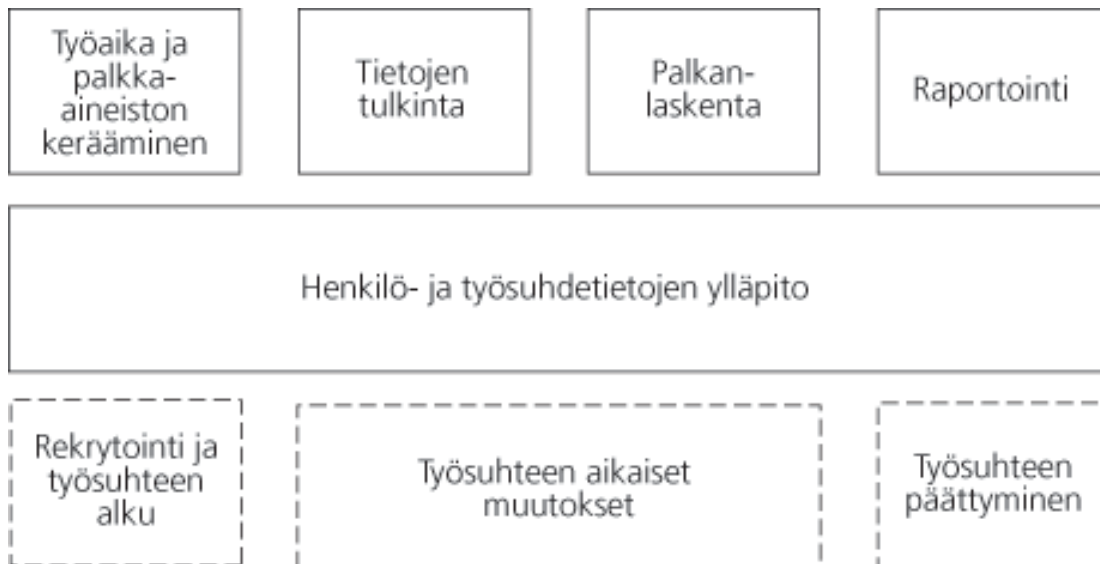 Työaika ja
palkka-
aineiston
kerääminen
Tietojen
tulkinta
Palkan-
laskenta
Raportointi
Henkilö- ja työsuhdetietojen ylläpito
Rekrytointi ja
työsuhteen
alku
Työsuhteen aikaiset
muutokset
Työsuhteen
päättyminen